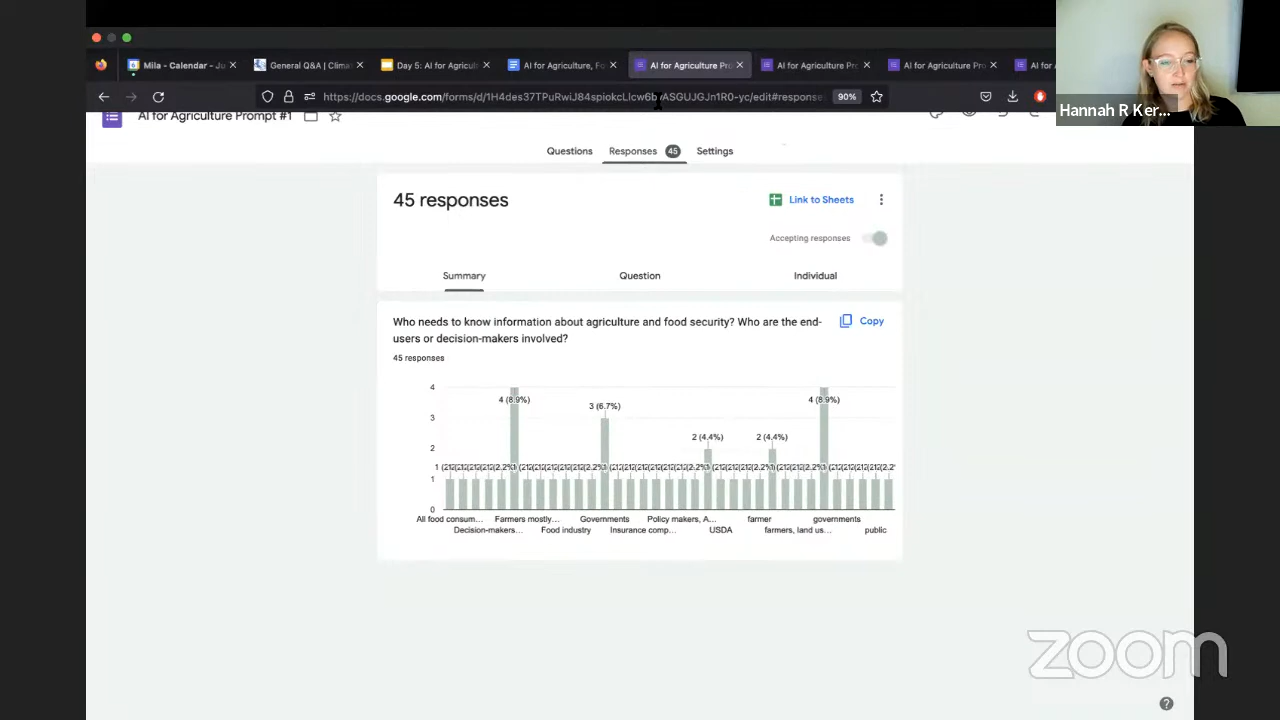 Mila - Calendar - Ju
General Q&A | Clima
Day 5: AI for Agricul
AI for Agriculture, Fo
AI for Agriculture Pro
AI for Agriculture Pr
AI for Agriculture Pro
AI for A
Hannah R Ker...
90%
AI for Agriculture Prompt #1
Questions
Responses 45
Settings
45 responses
Link to Sheets
Accepting responses
Summary
Question
Individual
Who needs to know information about agriculture and food security? Who are the end-
users or decision-makers involved?
Copy
45 responses
4
3
2
1
0
4 (8.9%)
3 (6.7%)
2 (4.4%)
2 (4.4%)
4 (8.9%)
All food consum...
Decision-makers...
Farmers mostly,...
Food industry
Governments
Insurance comp...
Policy makers, A...
USDA
farmer
farmers, land us...
governments
public
zoom